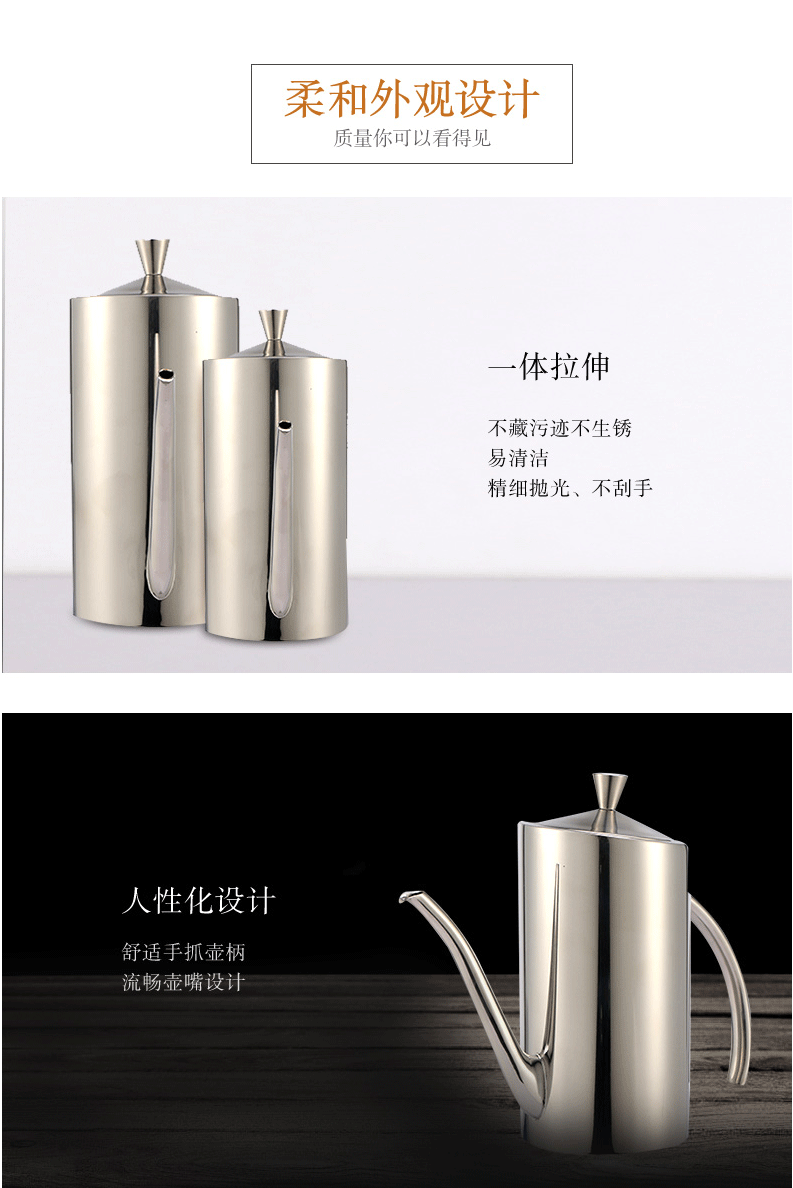 柔和外观设计
质量你可以看得见
一体拉伸
不藏污迹不生锈
易清洁
精细抛光、不刮手
人性化设计
舒适手抓壶柄
流畅壶嘴设计